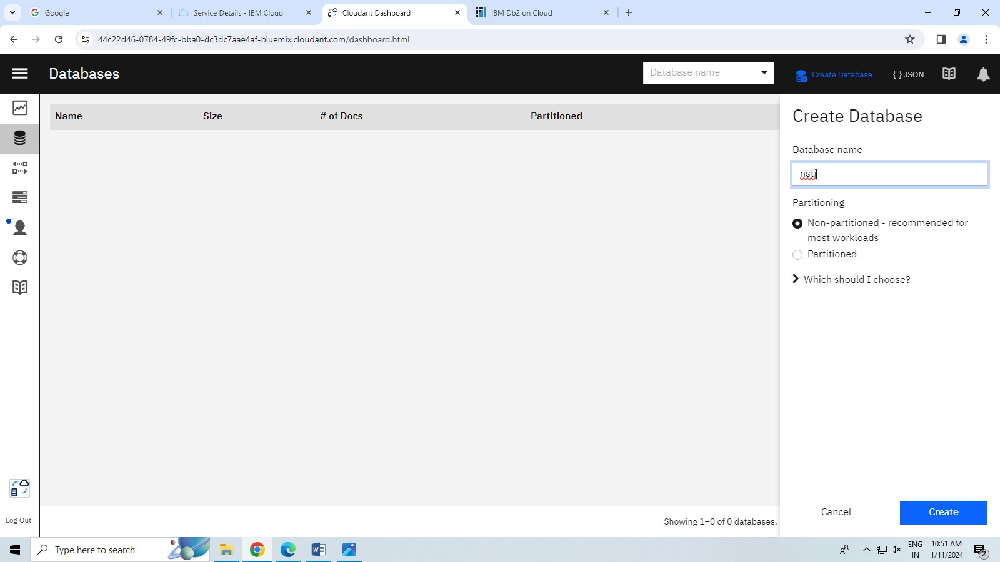 Google
Service Details - IBM Cloud
Cloudant Dashboard
IBM Db2 on Cloud
44c22d46-0784-49fc-bba0-dc3dc7aae4af-bluemix.cloudant.com/dashboard.html
Databases
Database name
Create Database
{ } JSON
Name Size # of Docs Partitioned
Create Database
Database name
nsti
Partitioning
Non-partitioned - recommended for
most workloads
Partitioned
Which should I choose?
Cancel
Create
Log Out
Showing 1–0 of 0 databases.
Type here to search
ENG
IN
10:51 AM
1/11/2024
2